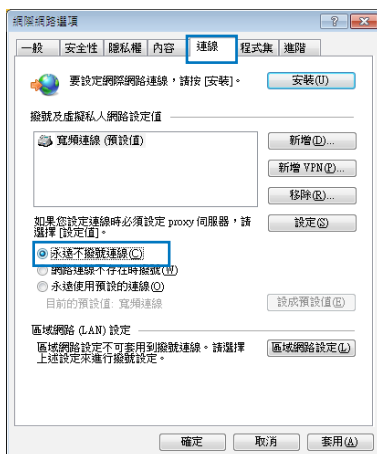 網際網路選項
一般 安全性 隱私權 內容 連線 程式集 進階
要設定網際網路連線，請按 [安裝]。 安裝(U)
撥號及虛擬私人網路設定值
寬頻連線 (預設值) 新增(D)...
新增 VPN(P)...
移除(R)...
如果您設定連線時必須設定 proxy 伺服器，請 設定(S)
選擇 [設定值]。
永遠不撥號連線(C)
網路連線不存在時撥號(W)
永遠使用預設的連線(O)
目前的預設值: 寬頻連線 設成預設值(E)
區域網路 (LAN) 設定
區域網路設定不可套用到撥號連線。請選擇 區域網路設定(L)
上述設定來進行撥號設定。
確定 取消 套用(A)